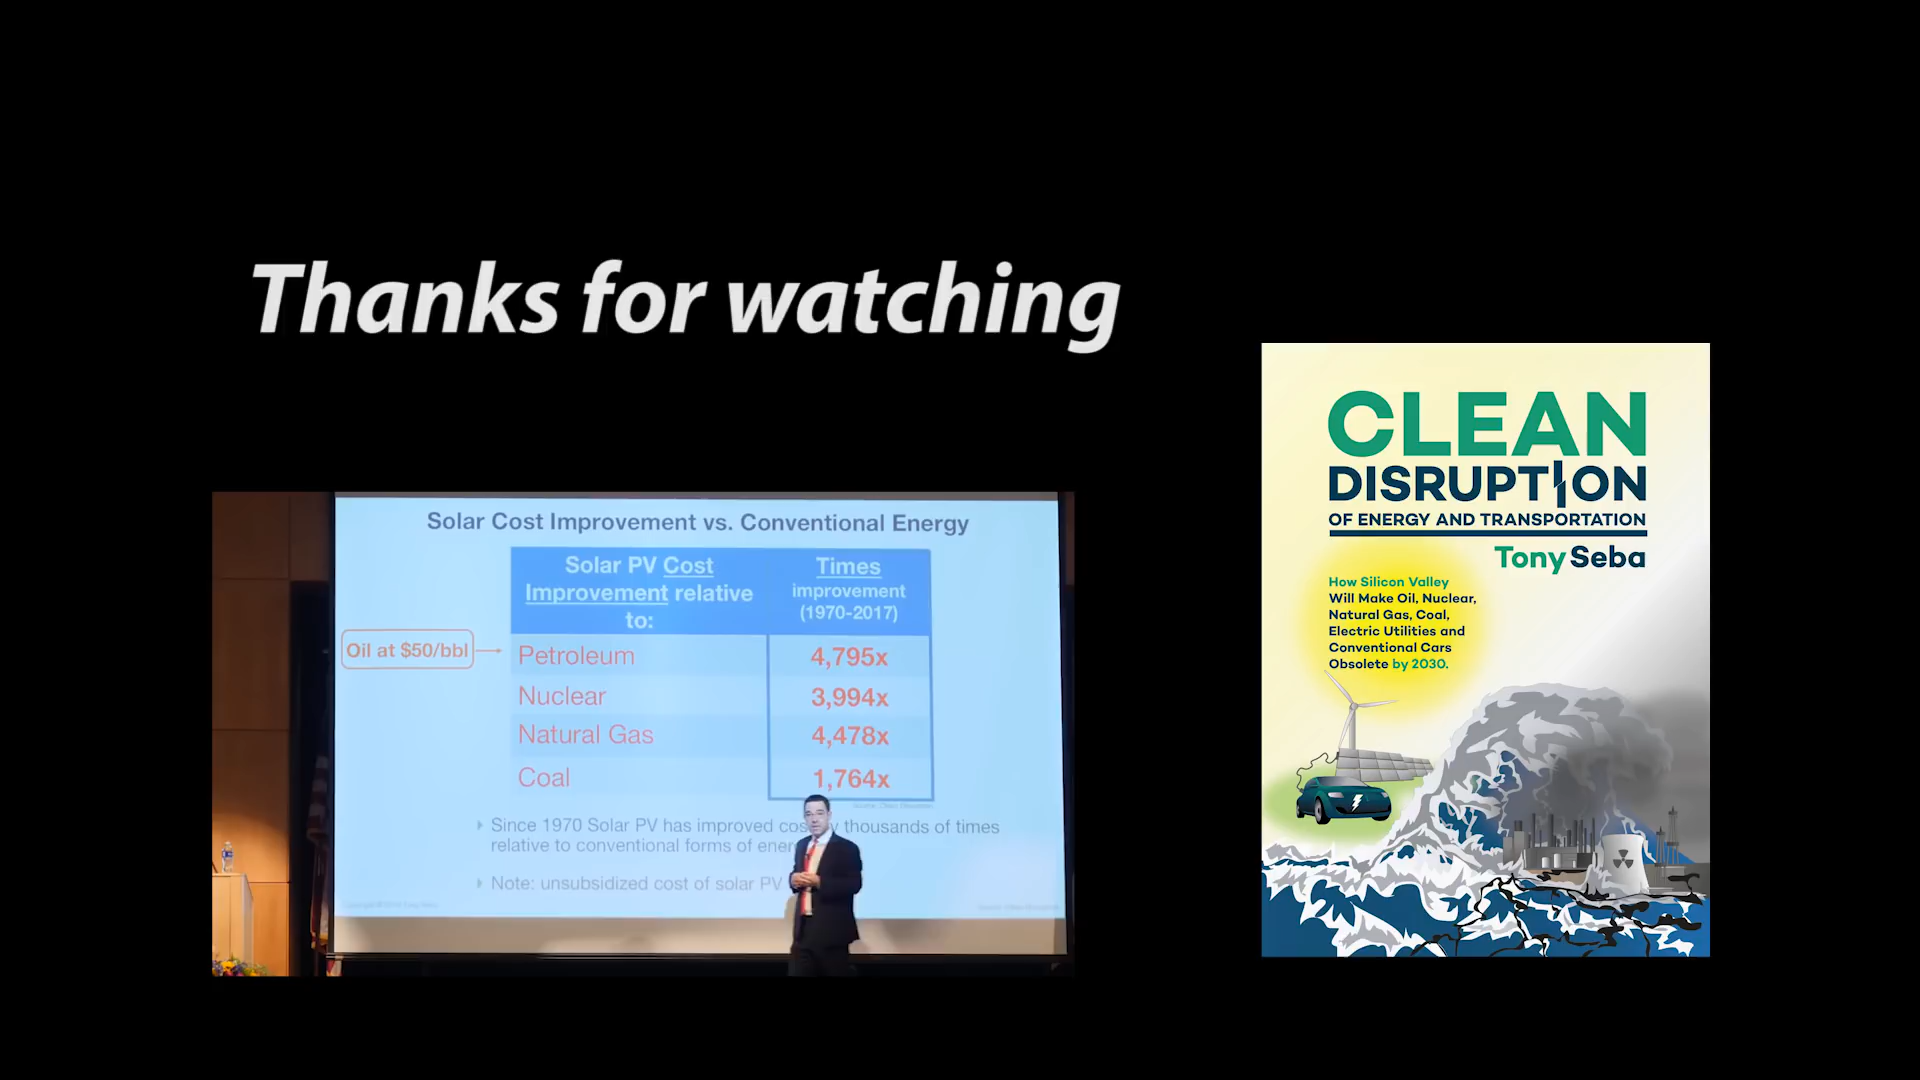 Thanks for watching
Solar Cost Improvement vs. Conventional Energy
Solar PV Cost
Improvement relative
to:
Times
improvement
(1970-2017)
Oil at $50/bbl
Petroleum
4,795x
Nuclear
3,994x
Natural Gas
4,478x
Coal
1,764x
Since 1970 Solar PV has improved cos y thousands of times
relative to conventional forms of ener
Note: unsubsidized cost of solar PV
CLEAN
DISRUPTION
OF ENERGY AND TRANSPORTATION
Tony Seba
How Silicon Valley
Will Make Oil, Nuclear,
Natural Gas, Coal,
Electric Utilities and
Conventional Cars
Obsolete by 2030.